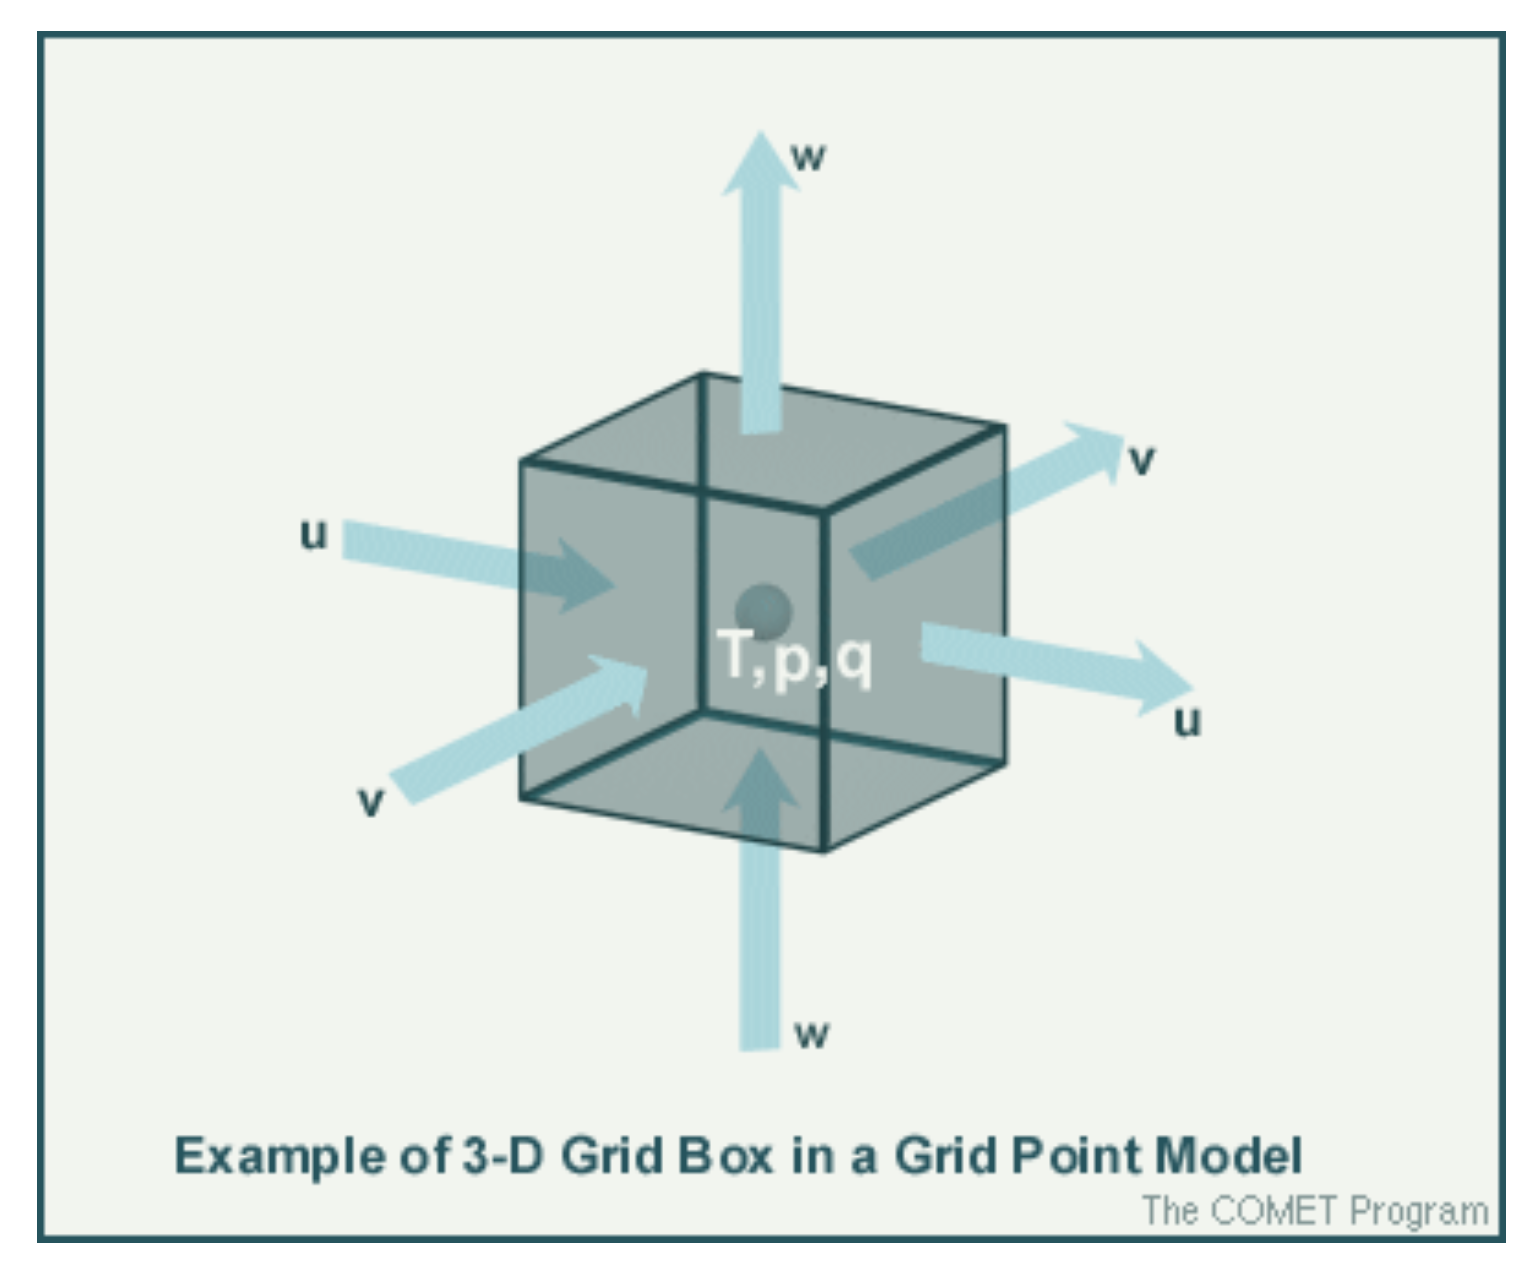 w
v
u
T,p,q
u
v
w
Example of 3-D Grid Box in a Grid Point Model
The COMET Program